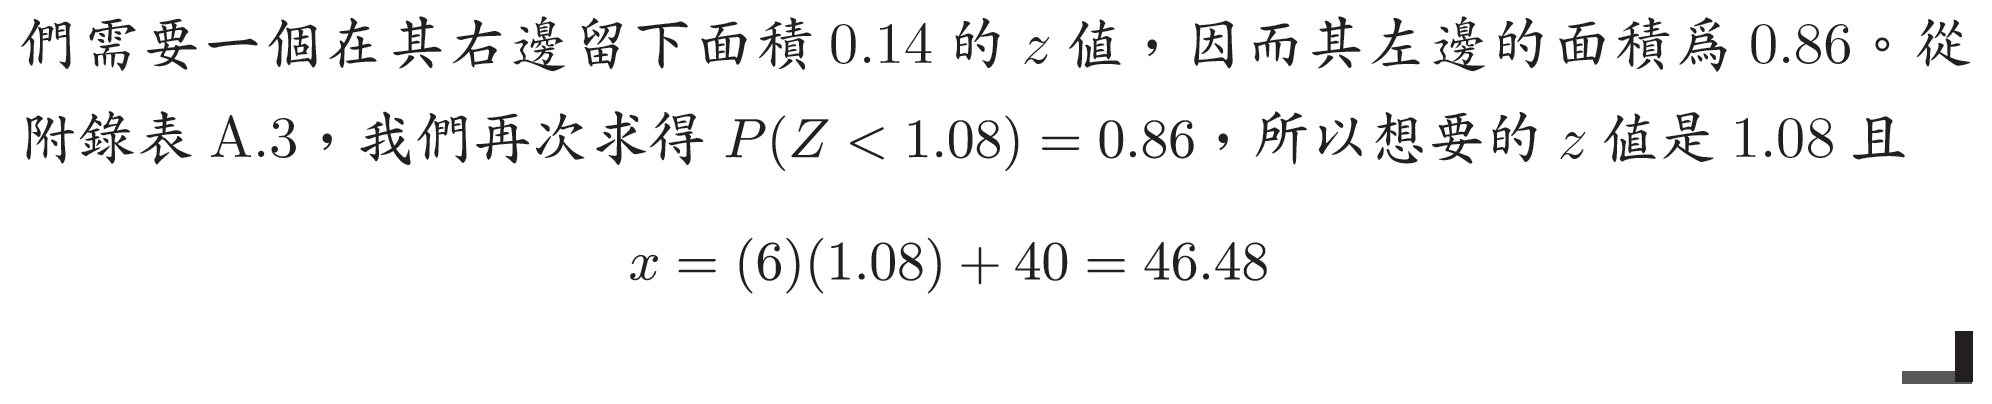 們需要一個在其右邊留下面積 0.14 的 z 值，因而其左邊的面積爲 0.86。從
附錄表 A.3，我們再次求得 P(Z < 1.08) = 0.86，所以想要的 z 值是 1.08 且
x = (6)(1.08) + 40 = 46.48